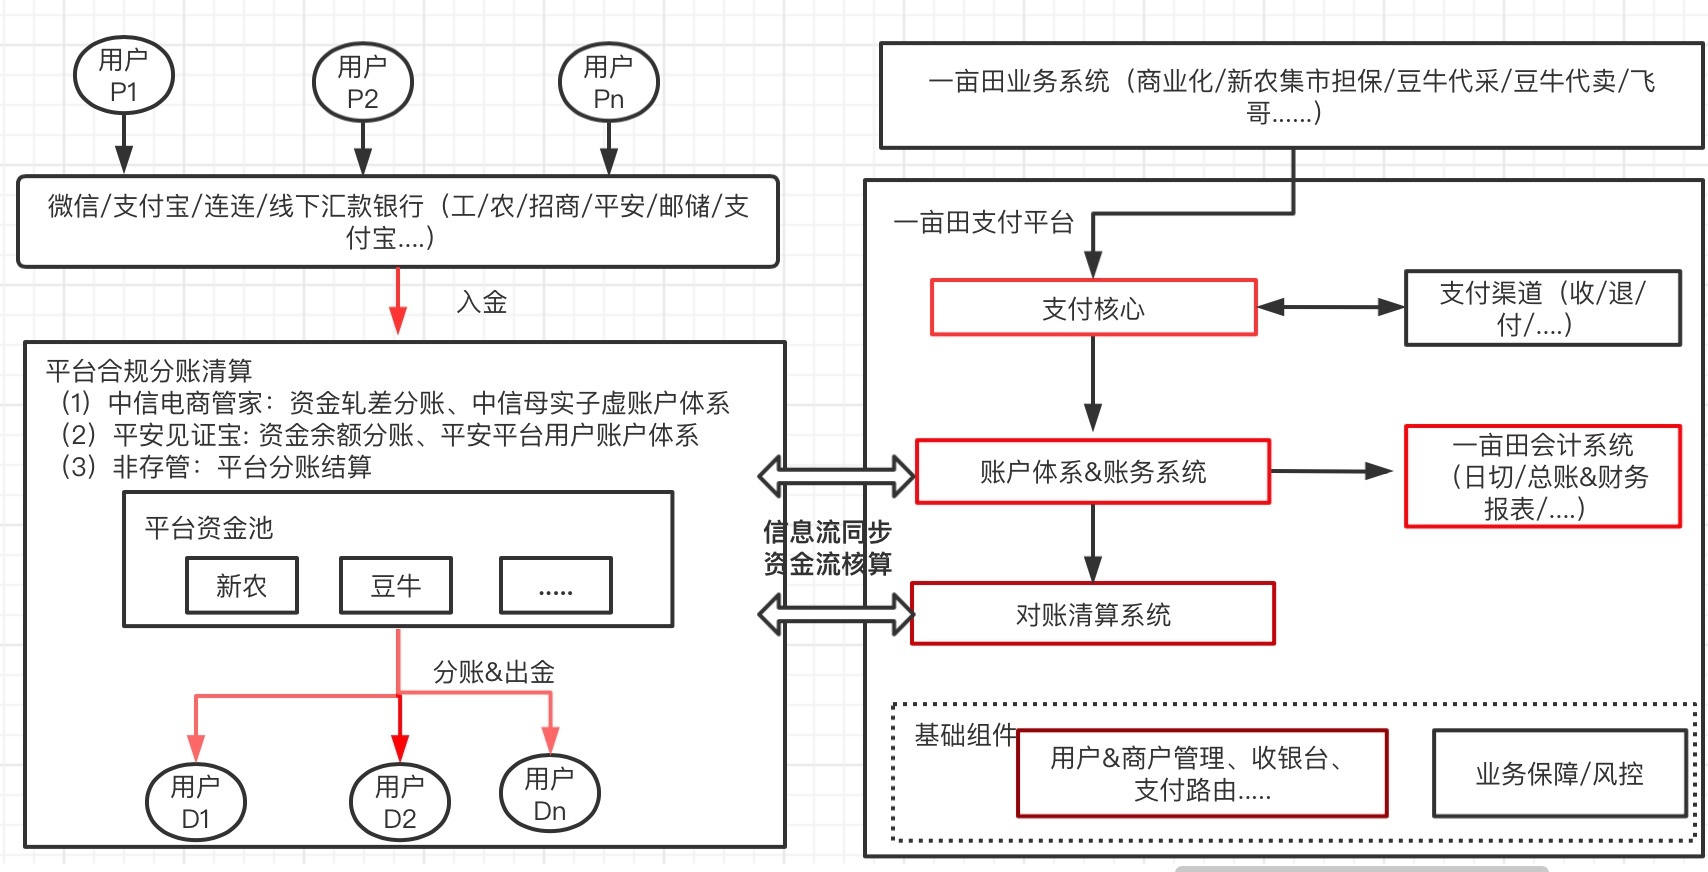 用户
P1
用户
P2
用户
Pn
微信/支付宝/连连/线下汇款银行（工/农/招商/平安/邮储/支
付宝....）
入金
平台合规分账清算
（1）中信电商管家：资金轧差分账、中信母实子虚账户体系
（2）平安见证宝: 资金余额分账、平安平台用户账户体系
（3）非存管：平台分账结算
平台资金池
新农
豆牛
.....
分账&出金
用户
D1
用户
D2
用户
Dn
信息流同步
资金流核算
一亩田业务系统（商业化/新农集市担保/豆牛代采/豆牛代卖/飞
哥......）
一亩田支付平台
支付核心
支付渠道（收/退/
付/....）
账户体系&账务系统
一亩田会计系统
（日切/总账&财务
报表/....）
对账清算系统
基础组件
用户&商户管理、收银台、
支付路由.....
业务保障/风控